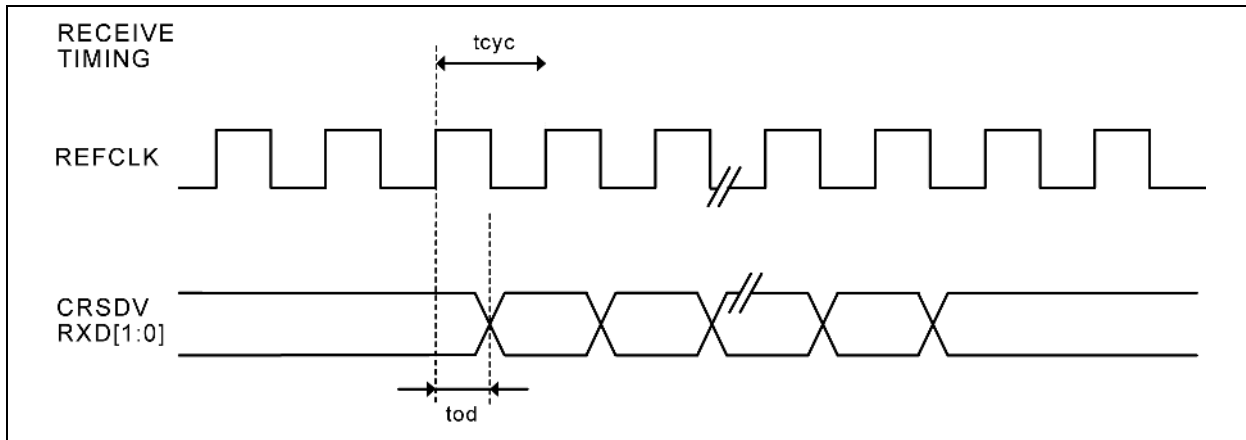 RECEIVE
TIMING
tcyc
REFCLK
CRSDV
RXD[1:0]
tod